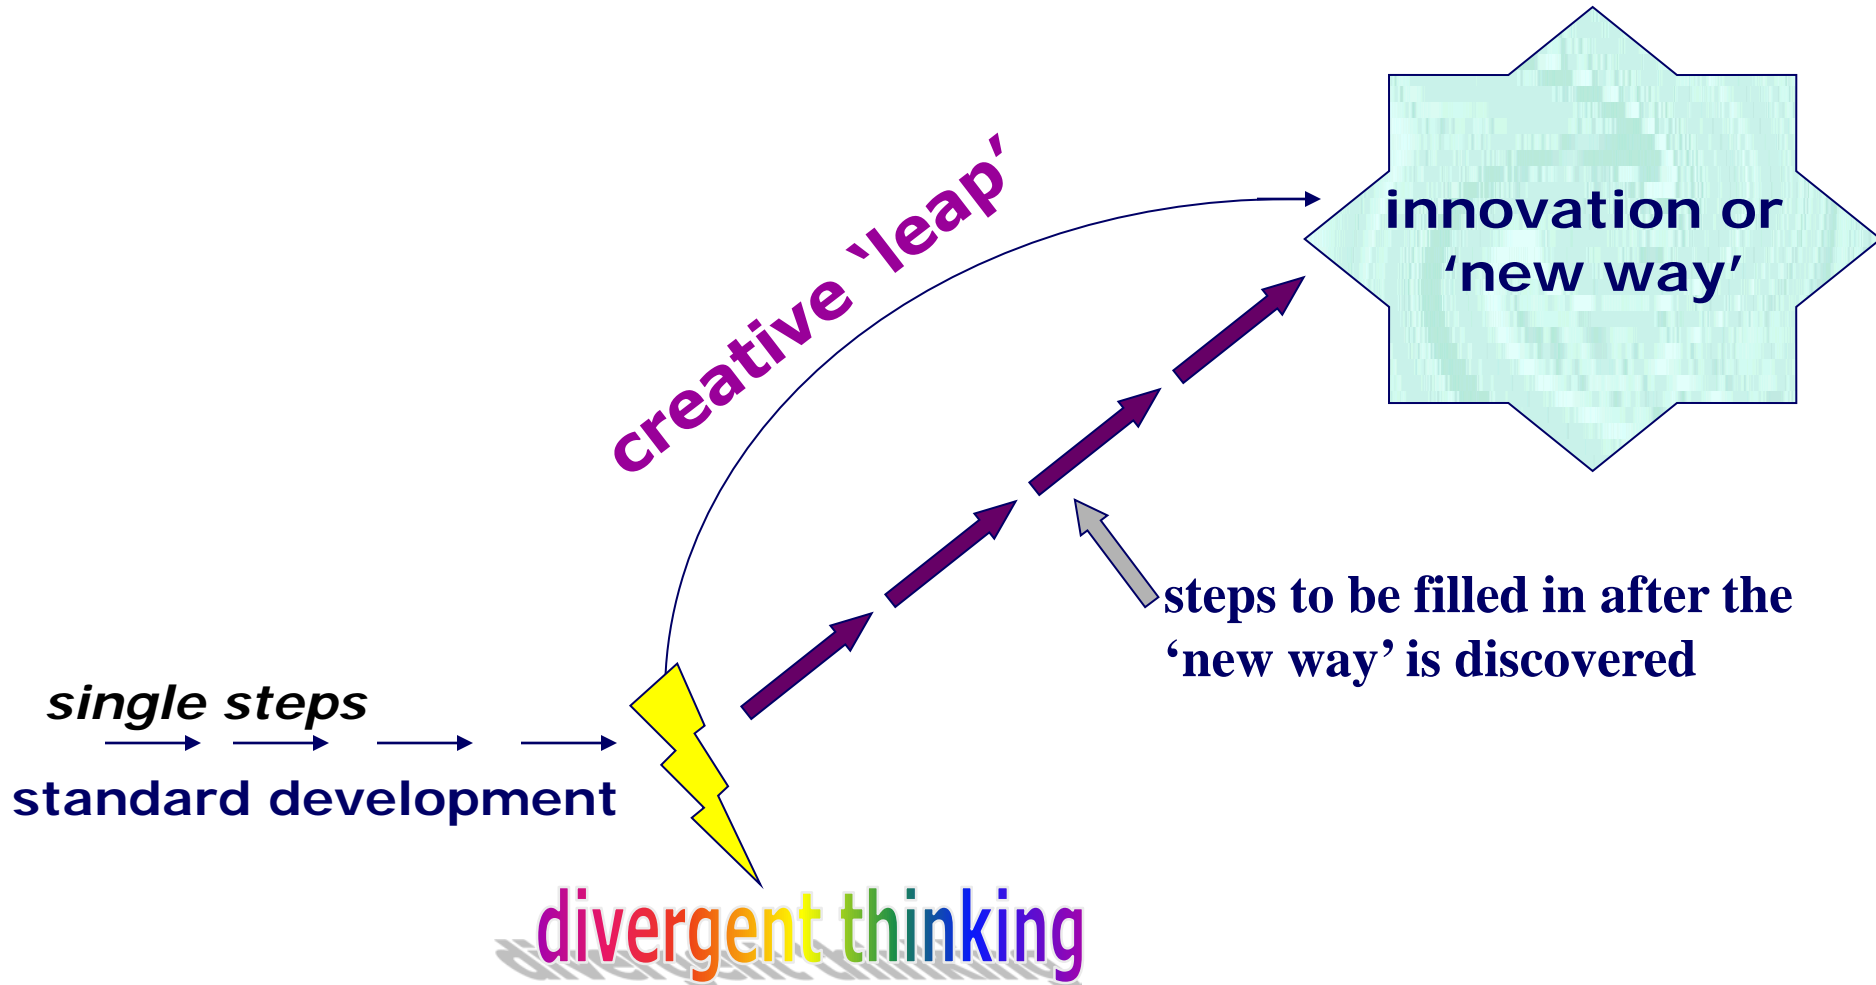 creative ‘leap’
innovation or
‘new way’
steps to be filled in after the
‘new way’ is discovered
single steps
standard development
divergent thinking